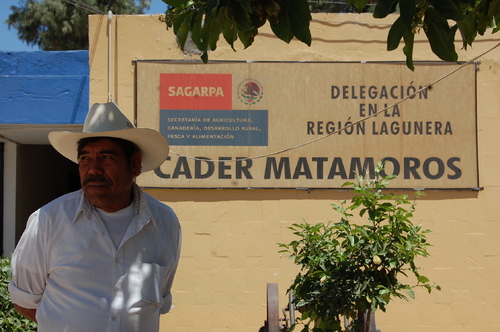 SAGARPA
SECRETARÍA DE AGRICULTURA,
GANADERÍA, DESARROLLO RURAL,
PESCA Y ALIMENTACIÓN
DELEGACIÓN
EN LA
REGIÓN LAGUNERA
CADER MATAMOROS